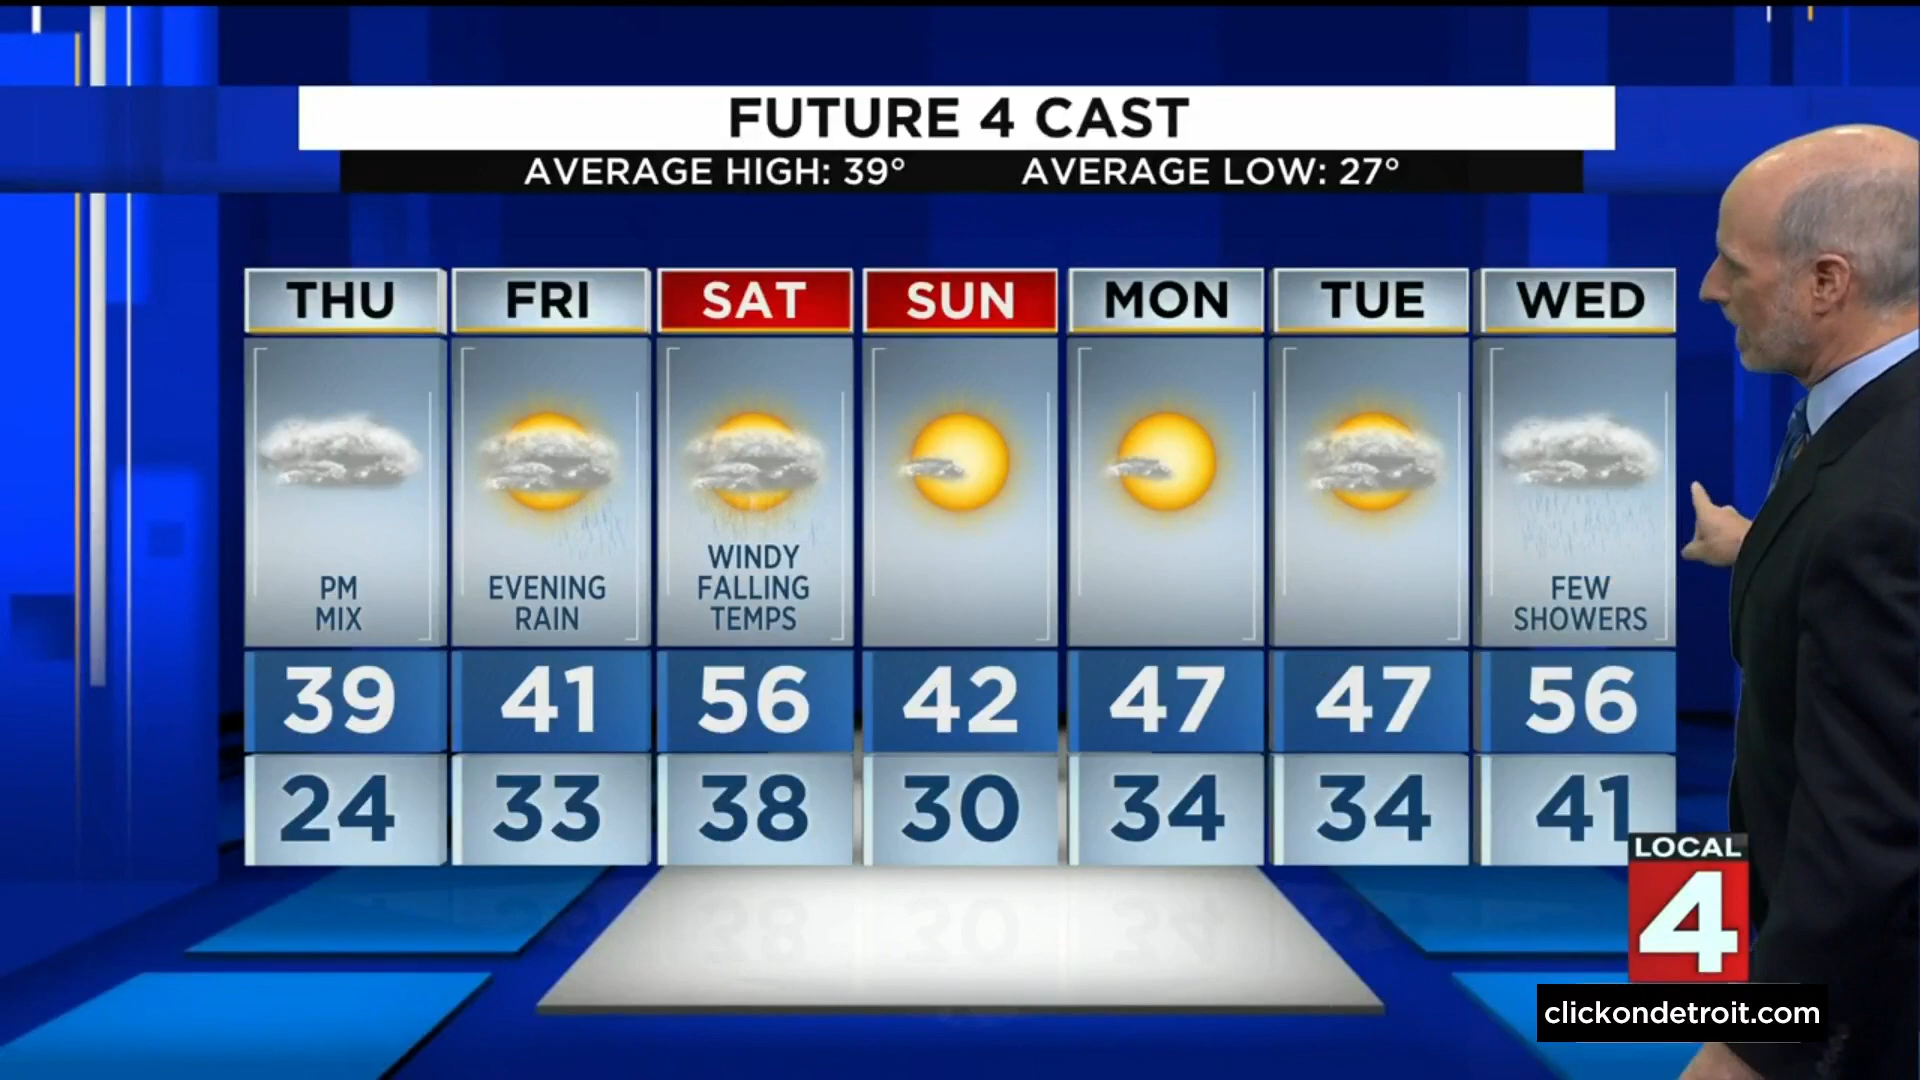 FUTURE 4 CAST
AVERAGE HIGH: 39° AVERAGE LOW: 27°
THU FRI SAT SUN MON TUE WED
PM
MIX
EVENING
RAIN
WINDY
FALLING
TEMPS
FEW
SHOWERS
39 41 56 42 47 47 56
24 33 38 30 34 34 41
LOCAL
4
clickondetroit.com